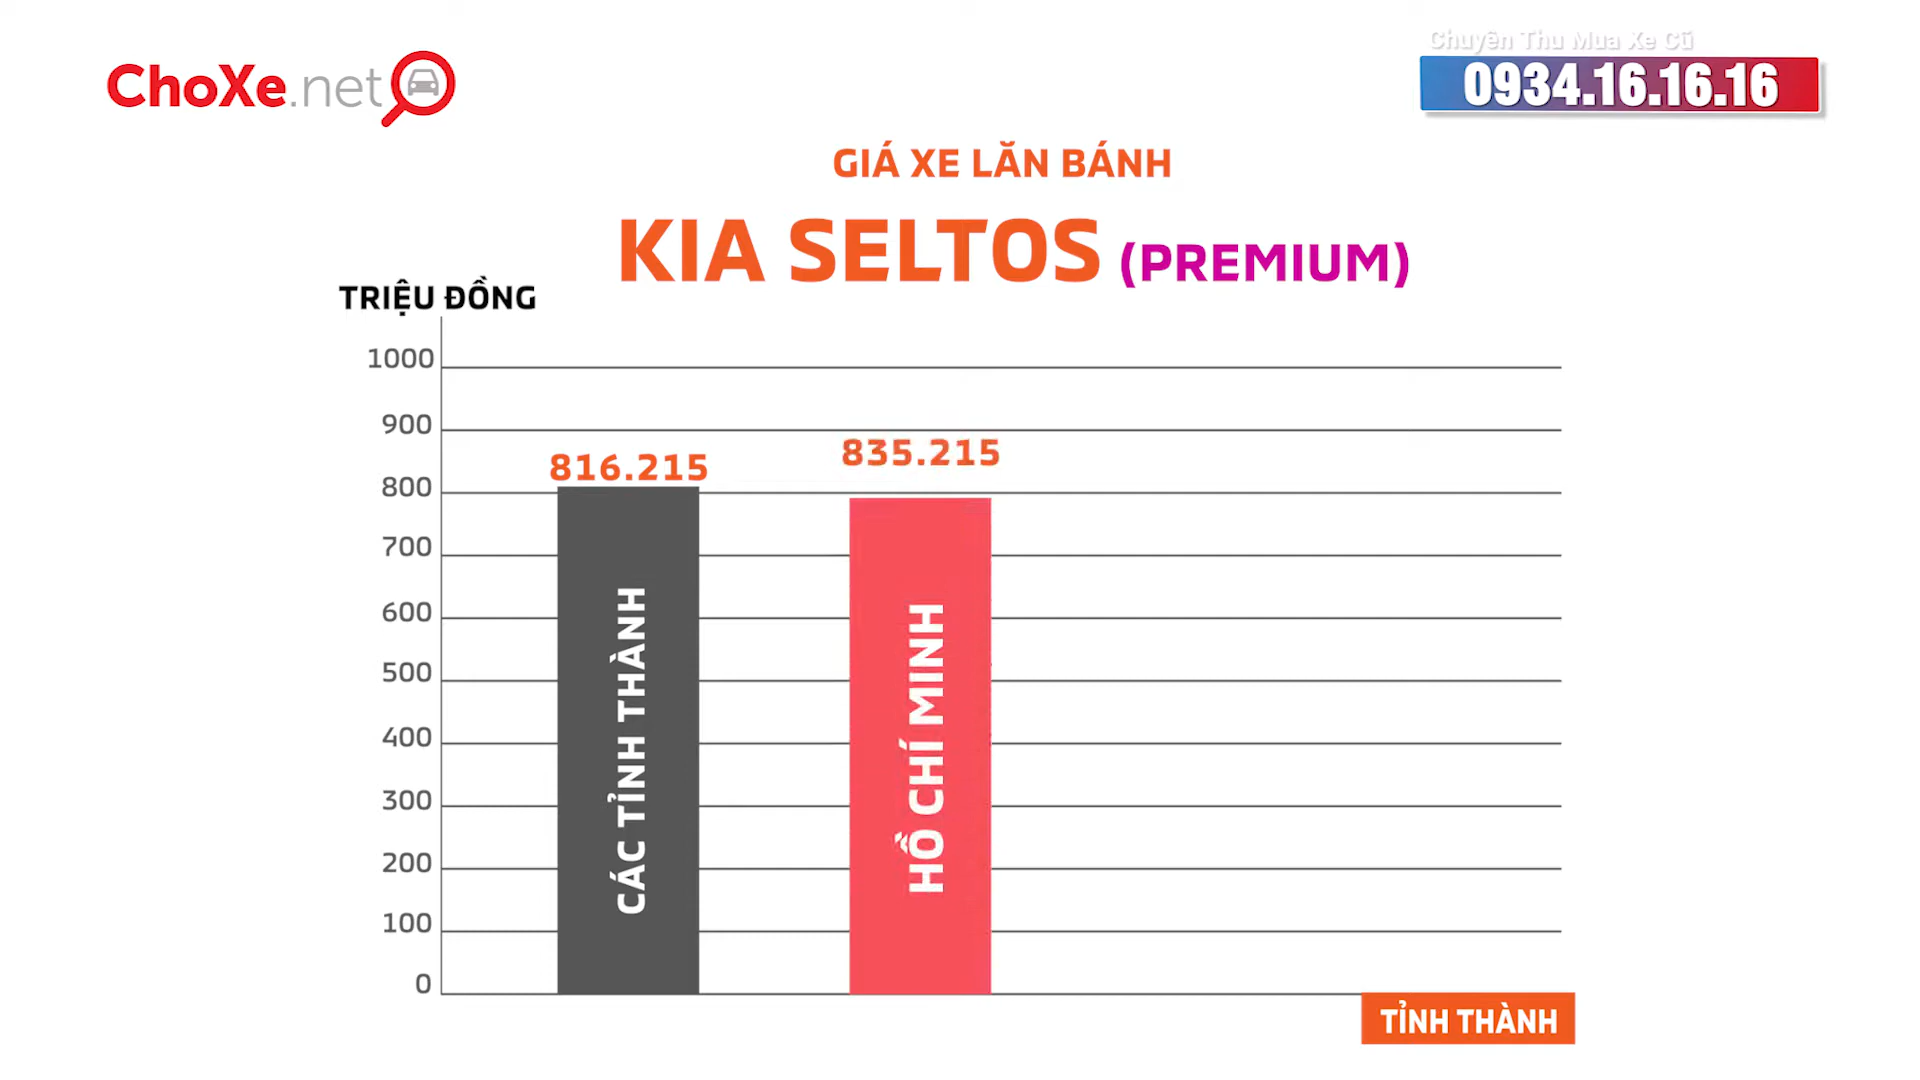 ChoXe.net
Chuyên Thu Mua Xe Cũ
0934.16.16.16
GIÁ XE LĂN BÁNH
KIA SELTOS (PREMIUM)
TRIỆU ĐỒNG
1000
900
800
700
600
500
400
300
200
100
0
816.215
835.215
CÁC TỈNH THÀNH
HỒ CHÍ MINH
TỈNH THÀNH